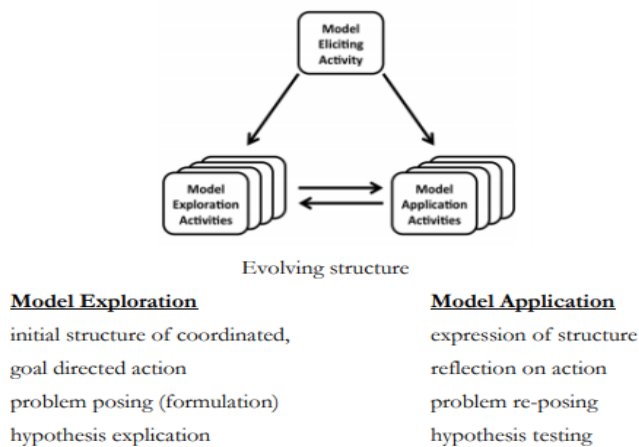 Model
Eliciting
Activity
Model
Exploration
Activities
Model
Application
Activities
Evolving structure
Model Exploration
initial structure of coordinated,
goal directed action
problem posing (formulation)
hypothesis explication
Model Application
expression of structure
reflection on action
problem re-posing
hypothesis testing